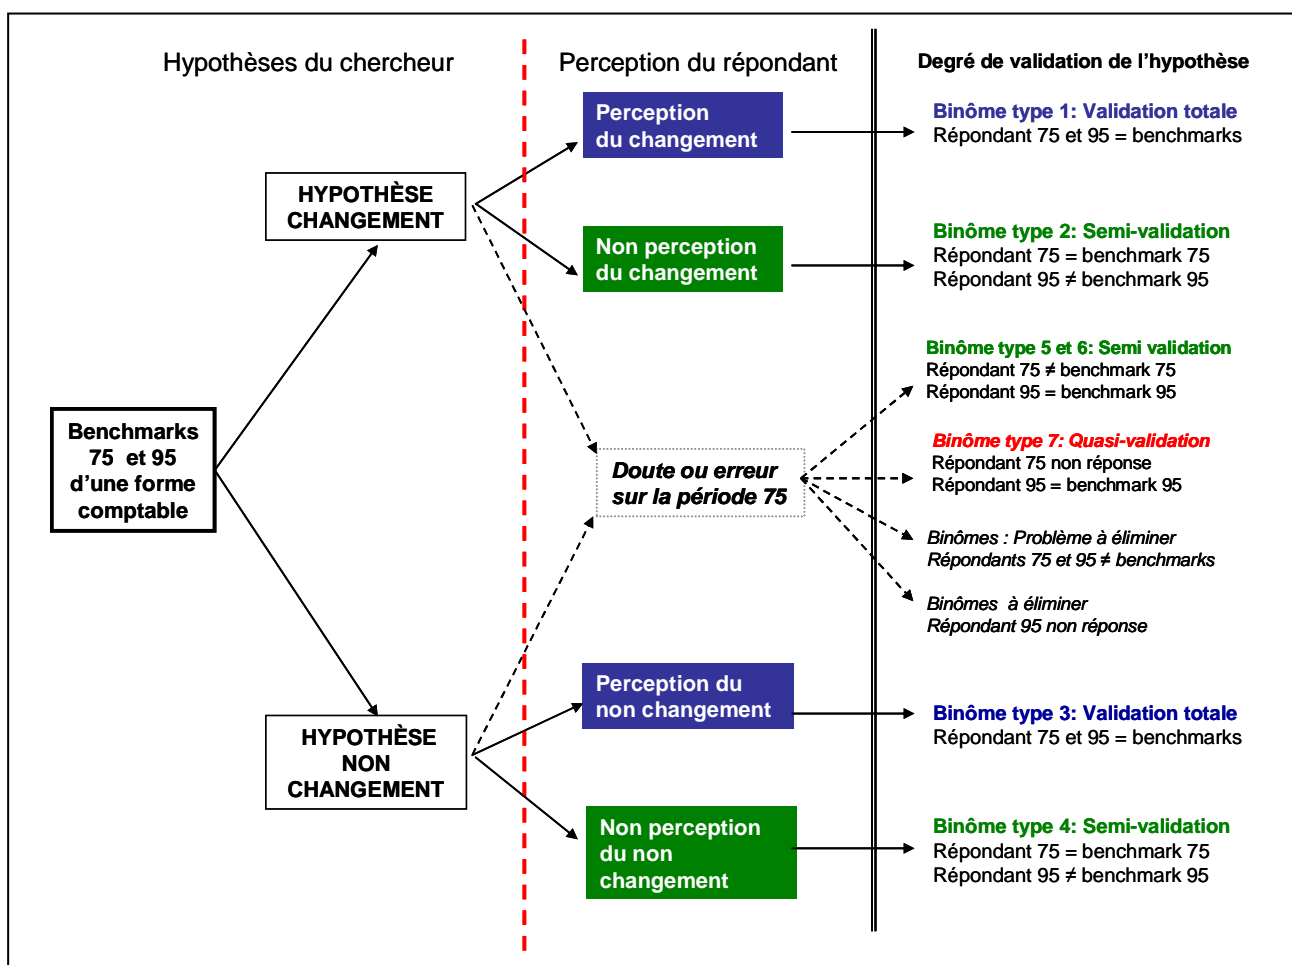 Hypothèses du chercheur
Perception du répondant
Degré de validation de l'hypothèse
Perception
du changement
Binôme type 1: Validation totale
Répondant 75 et 95 = benchmarks
HYPOTHÈSE
CHANGEMENT
Non perception
du changement
Binôme type 2: Semi-validation
Répondant 75 = benchmark 75
Répondant 95 ≠ benchmark 95
Binôme type 5 et 6: Semi validation
Répondant 75 ≠ benchmark 75
Répondant 95 = benchmark 95
Benchmarks
75 et 95
d'une forme
comptable
Doute ou erreur
sur la période 75
Binôme type 7: Quasi-validation
Répondant 75 non réponse
Répondant 95 = benchmark 95
Binômes : Problème à éliminer
Répondants 75 et 95 ≠ benchmarks
Binômes à éliminer
Répondant 95 non réponse
Perception du
non changement
Binôme type 3: Validation totale
Répondant 75 et 95 = benchmarks
HYPOTHÈSE
NON
CHANGEMENT
Non perception
du non
changement
Binôme type 4: Semi-validation
Répondant 75 = benchmark 75
Répondant 95 ≠ benchmark 95